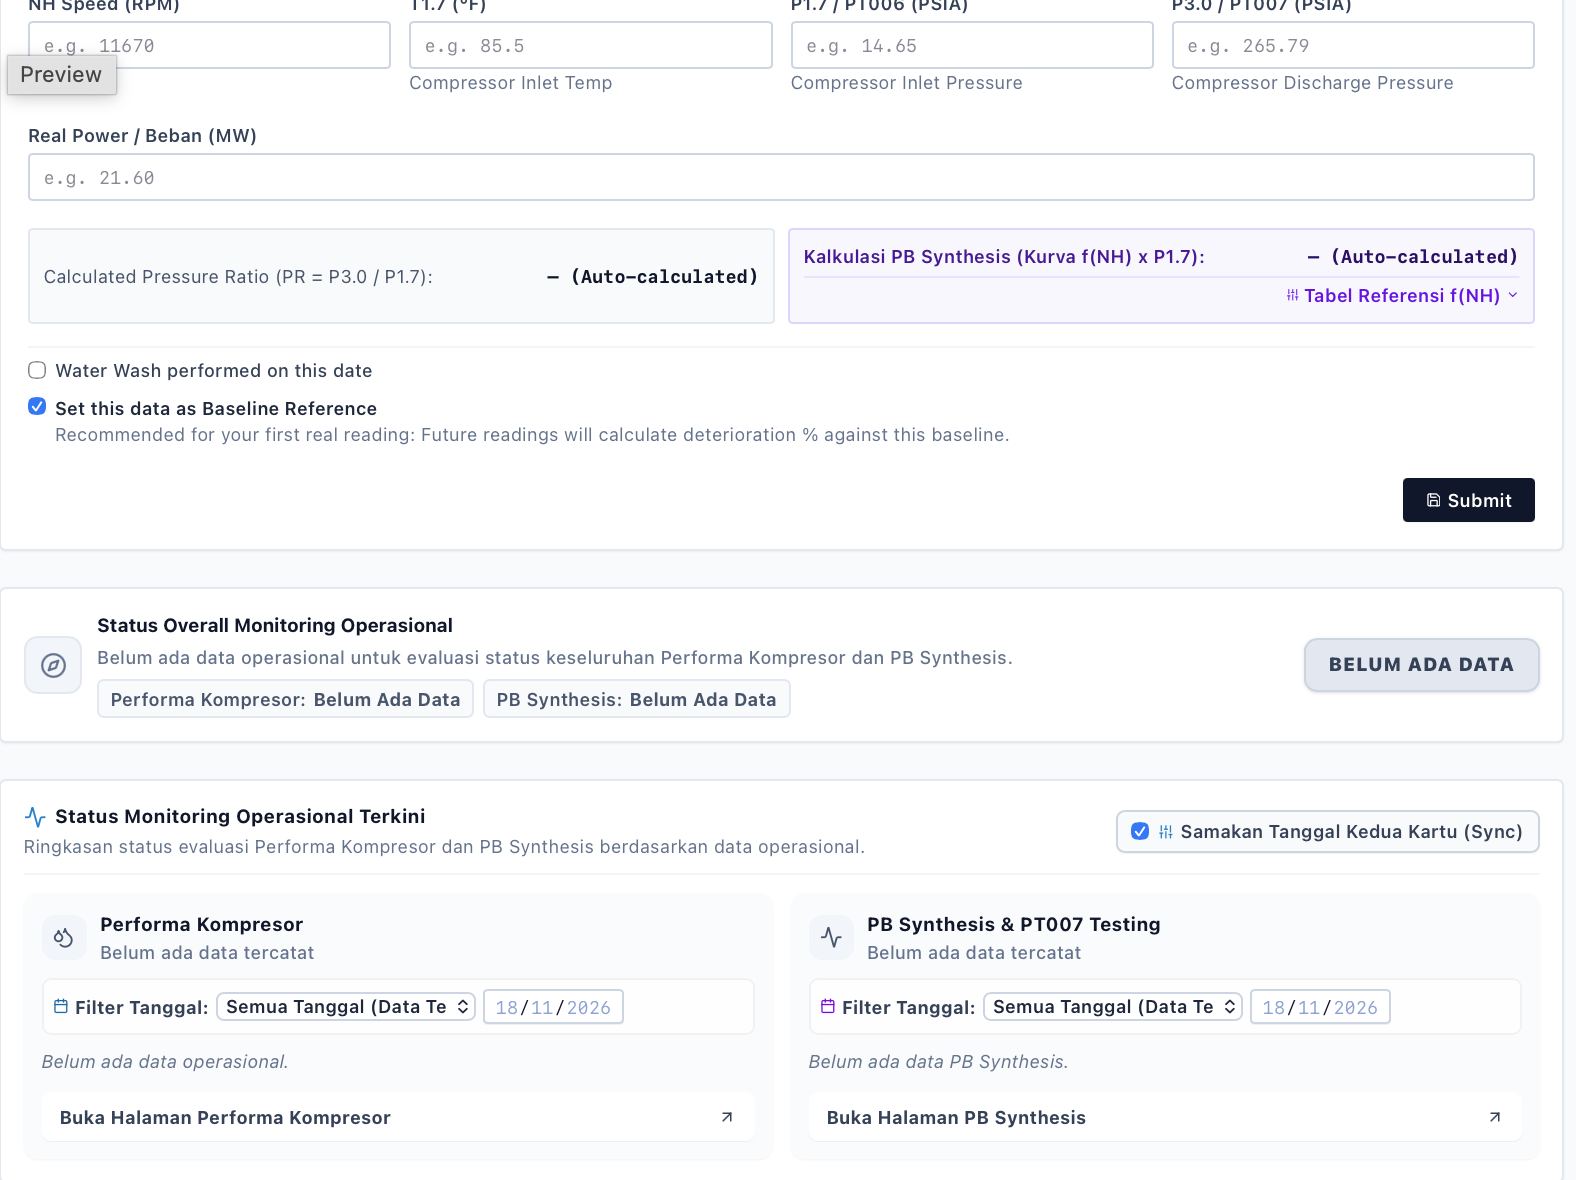 NH Speed (RPM) T1.7 (°F) P1.7 / PT006 (PSIA) P3.0 / PT007 (PSIA)
e.g. 11670 e.g. 85.5 e.g. 14.65 e.g. 265.79
Preview
Compressor Inlet Temp Compressor Inlet Pressure Compressor Discharge Pressure
Real Power / Beban (MW)
e.g. 21.60
Calculated Pressure Ratio (PR = P3.0 / P1.7): — (Auto-calculated)
Kalkulasi PB Synthesis (Kurva f(NH) x P1.7): — (Auto-calculated)
Tabel Referensi f(NH)
Water Wash performed on this date
Set this data as Baseline Reference
Recommended for your first real reading: Future readings will calculate deterioration % against this baseline.
Submit
Status Overall Monitoring Operasional
Belum ada data operasional untuk evaluasi status keseluruhan Performa Kompresor dan PB Synthesis.
BELUM ADA DATA
Performa Kompresor: Belum Ada Data PB Synthesis: Belum Ada Data
Status Monitoring Operasional Terkini
Ringkasan status evaluasi Performa Kompresor dan PB Synthesis berdasarkan data operasional.
Samakan Tanggal Kedua Kartu (Sync)
Performa Kompresor
Belum ada data tercatat
Filter Tanggal: Semua Tanggal (Data Te 18/11/2026
Belum ada data operasional.
Buka Halaman Performa Kompresor
PB Synthesis & PT007 Testing
Belum ada data tercatat
Filter Tanggal: Semua Tanggal (Data Te 18/11/2026
Belum ada data PB Synthesis.
Buka Halaman PB Synthesis